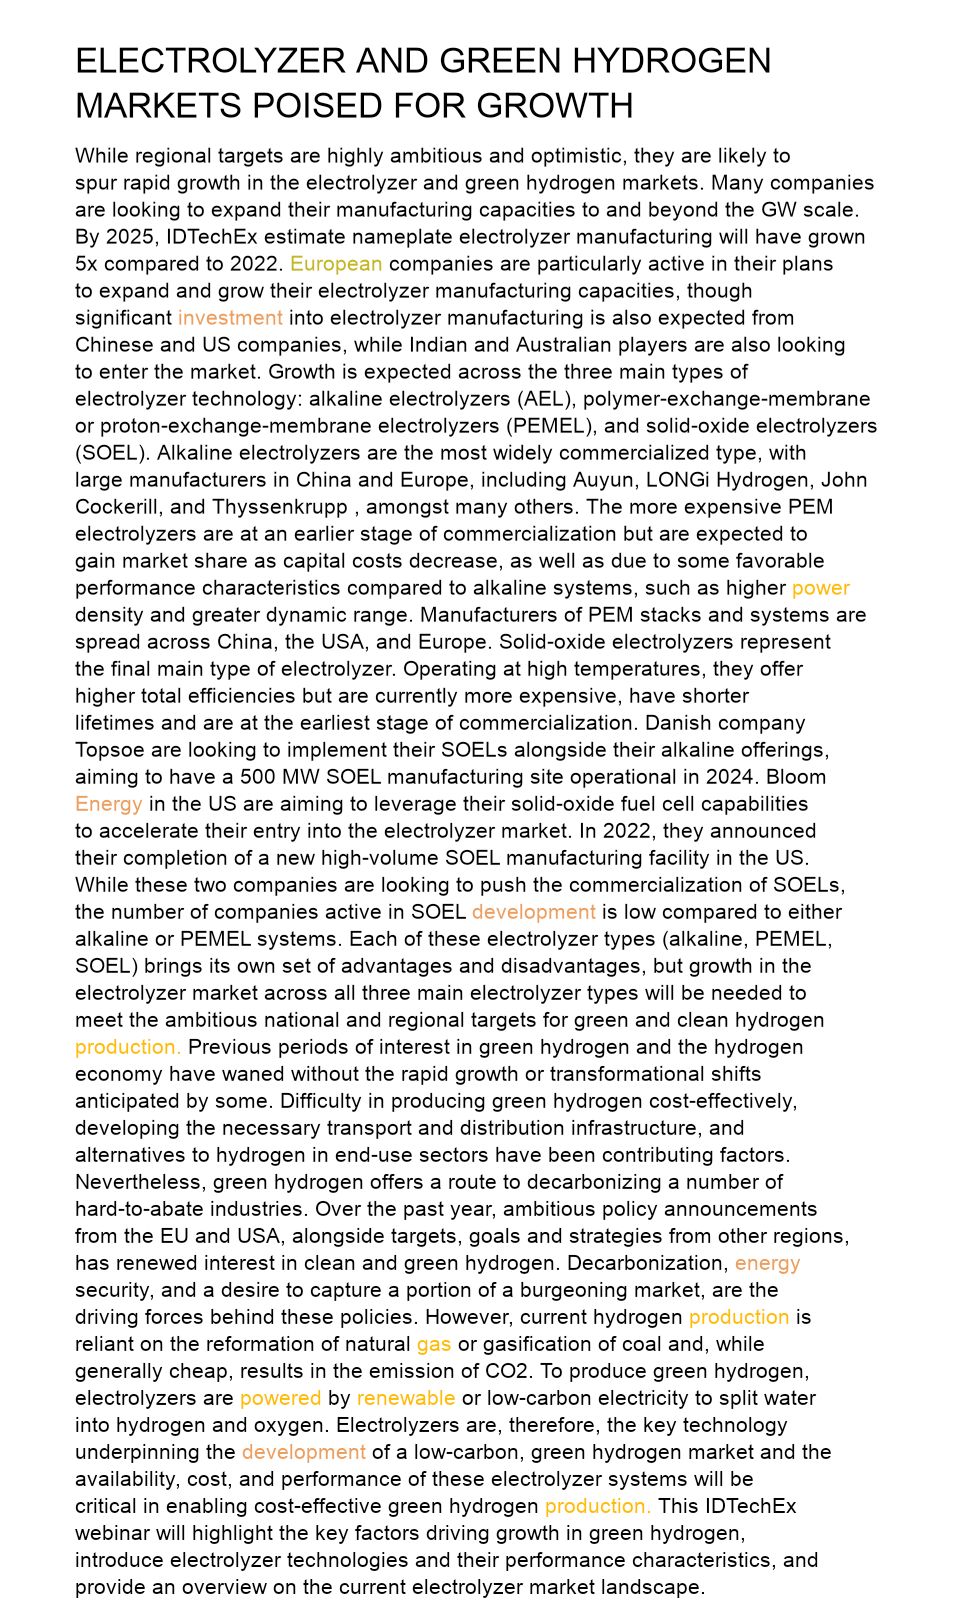 ELECTROLYZER AND GREEN HYDROGEN
MARKETS POISED FOR GROWTH
While regional targets are highly ambitious and optimistic, they are likely to
spur rapid growth in the electrolyzer and green hydrogen markets. Many companies
are looking to expand their manufacturing capacities to and beyond the GW scale.
By 2025, IDTechEx estimate nameplate electrolyzer manufacturing will have grown
5x compared to 2022. European companies are particularly active in their plans
to expand and grow their electrolyzer manufacturing capacities, though
significant investment into electrolyzer manufacturing is also expected from
Chinese and US companies, while Indian and Australian players are also looking
to enter the market. Growth is expected across the three main types of
electrolyzer technology: alkaline electrolyzers (AEL), polymer-exchange-membrane
or proton-exchange-membrane electrolyzers (PEMEL), and solid-oxide electrolyzers
(SOEL). Alkaline electrolyzers are the most widely commercialized type, with
large manufacturers in China and Europe, including Auyun, LONGi Hydrogen, John
Cockerill, and Thyssenkrupp , amongst many others. The more expensive PEM
electrolyzers are at an earlier stage of commercialization but are expected to
gain market share as capital costs decrease, as well as due to some favorable
performance characteristics compared to alkaline systems, such as higher power
density and greater dynamic range. Manufacturers of PEM stacks and systems are
spread across China, the USA, and Europe. Solid-oxide electrolyzers represent
the final main type of electrolyzer. Operating at high temperatures, they offer
higher total efficiencies but are currently more expensive, have shorter
lifetimes and are at the earliest stage of commercialization. Danish company
Topsoe are looking to implement their SOELs alongside their alkaline offerings,
aiming to have a 500 MW SOEL manufacturing site operational in 2024. Bloom
Energy in the US are aiming to leverage their solid-oxide fuel cell capabilities
to accelerate their entry into the electrolyzer market. In 2022, they announced
their completion of a new high-volume SOEL manufacturing facility in the US.
While these two companies are looking to push the commercialization of SOELs,
the number of companies active in SOEL development is low compared to either
alkaline or PEMEL systems. Each of these electrolyzer types (alkaline, PEMEL,
SOEL) brings its own set of advantages and disadvantages, but growth in the
electrolyzer market across all three main electrolyzer types will be needed to
meet the ambitious national and regional targets for green and clean hydrogen
production. Previous periods of interest in green hydrogen and the hydrogen
economy have waned without the rapid growth or transformational shifts
anticipated by some. Difficulty in producing green hydrogen cost-effectively,
developing the necessary transport and distribution infrastructure, and
alternatives to hydrogen in end-use sectors have been contributing factors.
Nevertheless, green hydrogen offers a route to decarbonizing a number of
hard-to-abate industries. Over the past year, ambitious policy announcements
from the EU and USA, alongside targets, goals and strategies from other regions,
has renewed interest in clean and green hydrogen. Decarbonization, energy
security, and a desire to capture a portion of a burgeoning market, are the
driving forces behind these policies. However, current hydrogen production is
reliant on the reformation of natural gas or gasification of coal and, while
generally cheap, results in the emission of CO2. To produce green hydrogen,
electrolyzers are powered by renewable or low-carbon electricity to split water
into hydrogen and oxygen. Electrolyzers are, therefore, the key technology
underpinning the development of a low-carbon, green hydrogen market and the
availability, cost, and performance of these electrolyzer systems will be
critical in enabling cost-effective green hydrogen production. This IDTechEx
webinar will highlight the key factors driving growth in green hydrogen,
introduce electrolyzer technologies and their performance characteristics, and
provide an overview on the current electrolyzer market landscape.